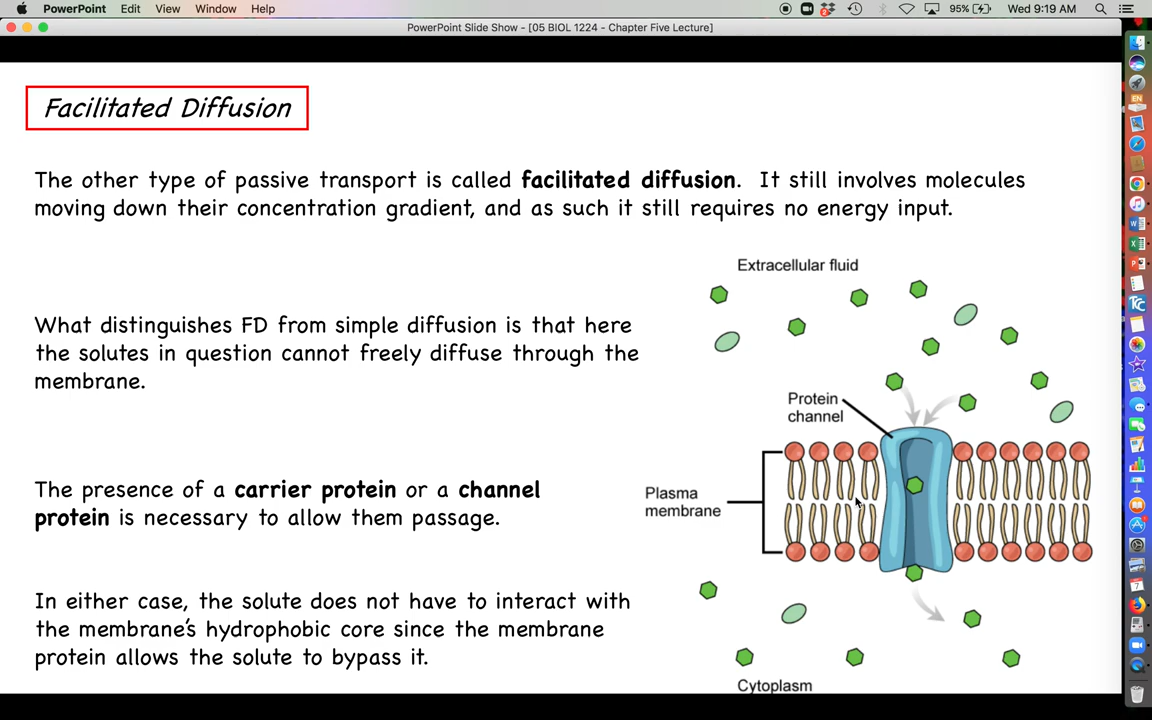 PowerPoint Edit View Window Help
2
95% Wed 9:19 AM
PowerPoint Slide Show - [05 BIOL 1224 - Chapter Five Lecture]
Facilitated Diffusion
The other type of passive transport is called facilitated diffusion. It still involves molecules
moving down their concentration gradient, and as such it still requires no energy input.
Extracellular fluid
What distinguishes FD from simple diffusion is that here
the solutes in question cannot freely diffuse through the
membrane.
Protein
channel
The presence of a carrier protein or a channel
protein is necessary to allow them passage.
Plasma
membrane
In either case, the solute does not have to interact with
the membrane's hydrophobic core since the membrane
protein allows the solute to bypass it.
Cytoplasm
EN
TCC